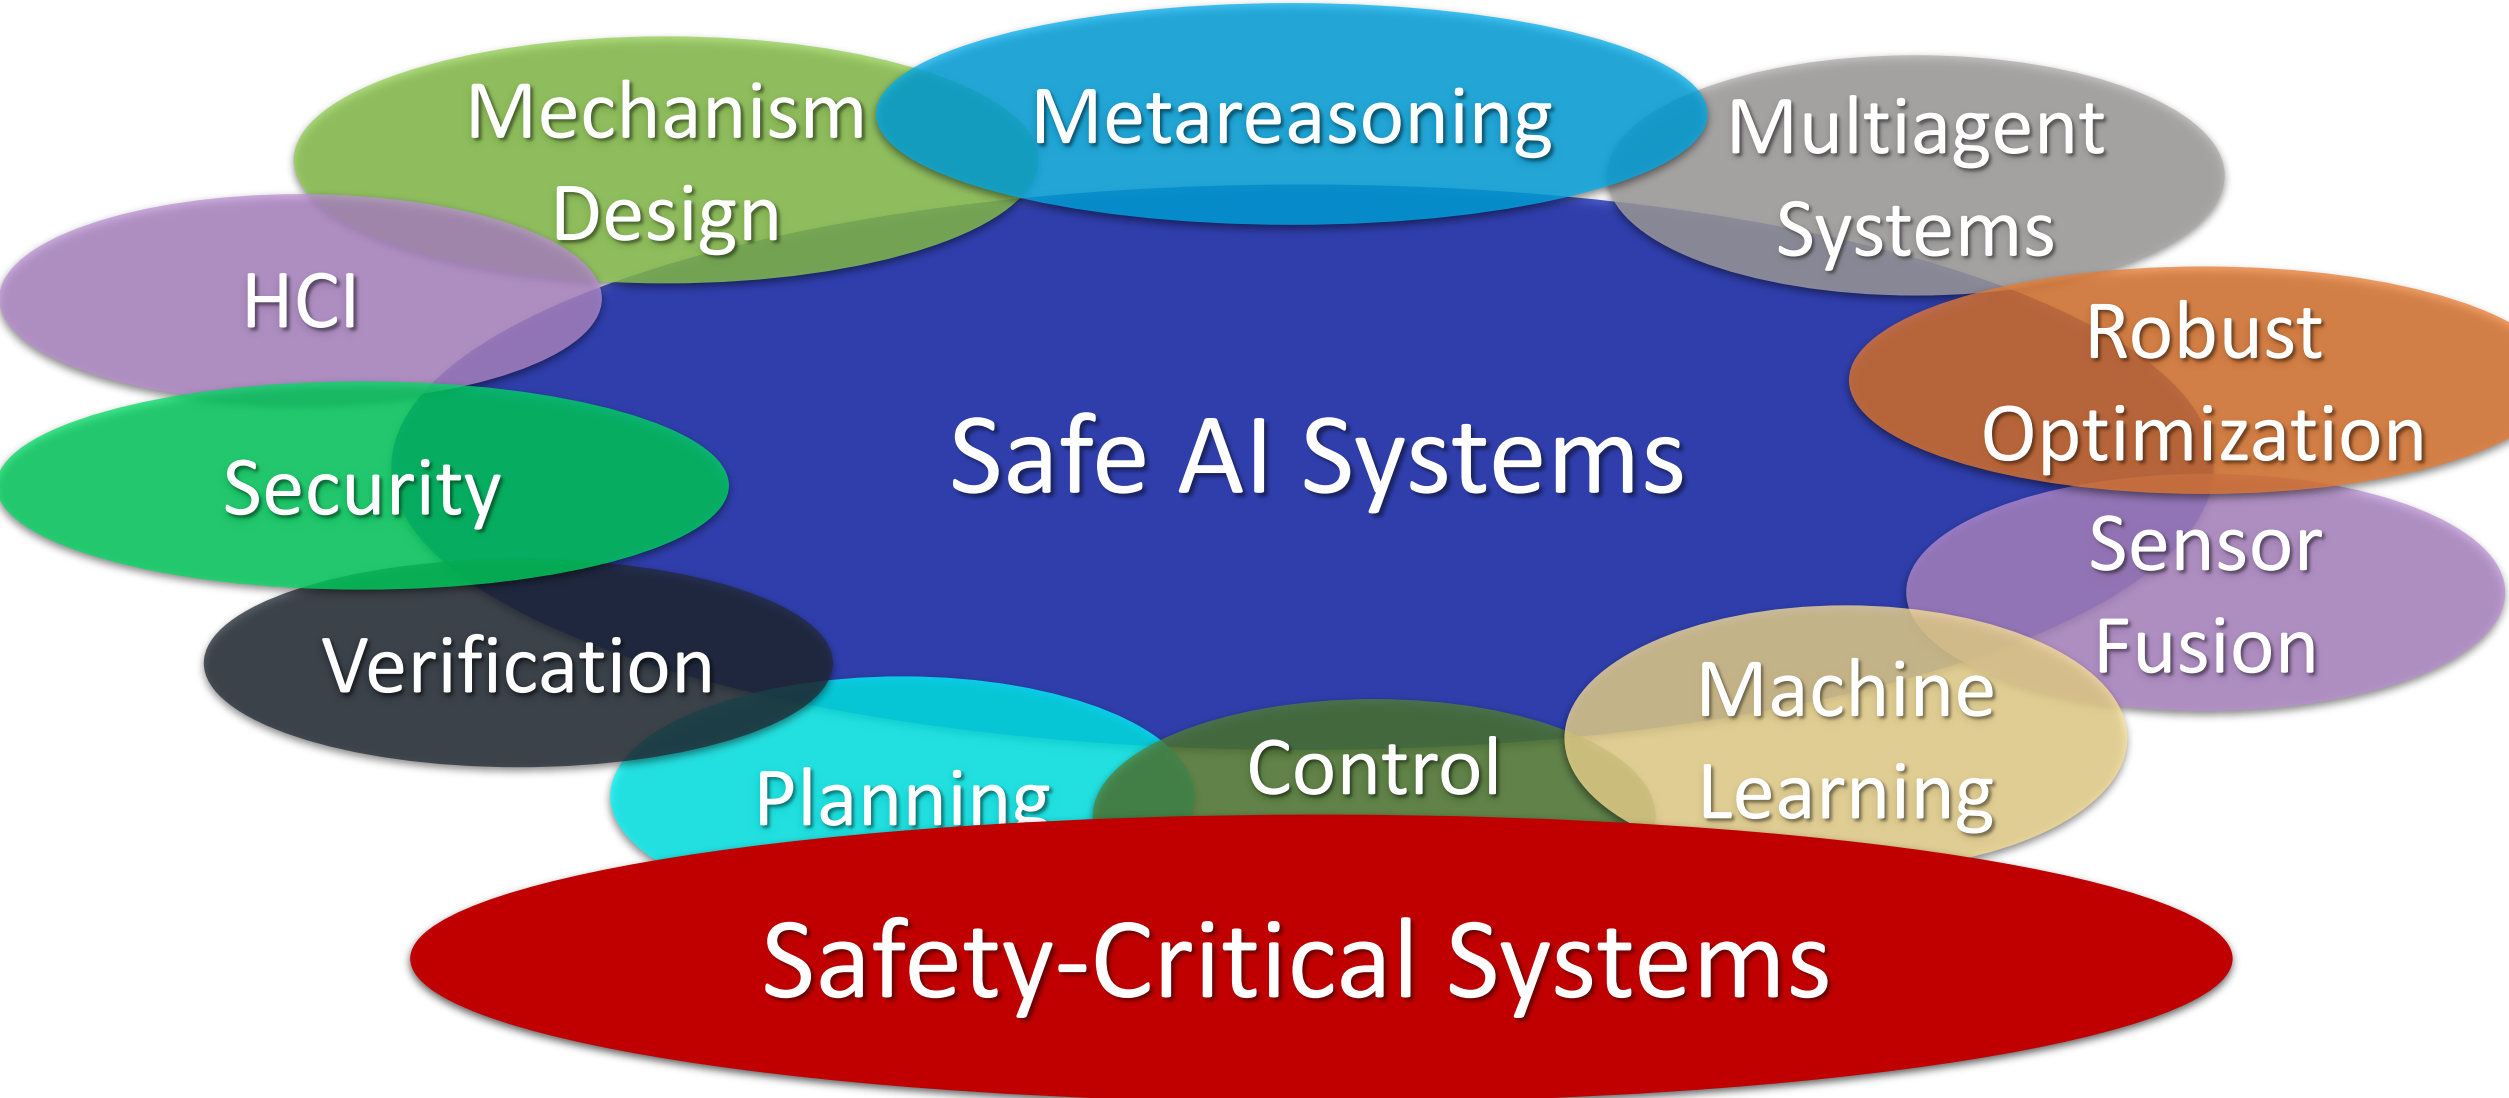 Mechanism
Design
Metareasoning
Multiagent
Systems
HCI
Robust
Optimization
Safe AI Systems
Security
Sensor
Fusion
Verification
Machine
Learning
Planning
Control
Safety-Critical Systems